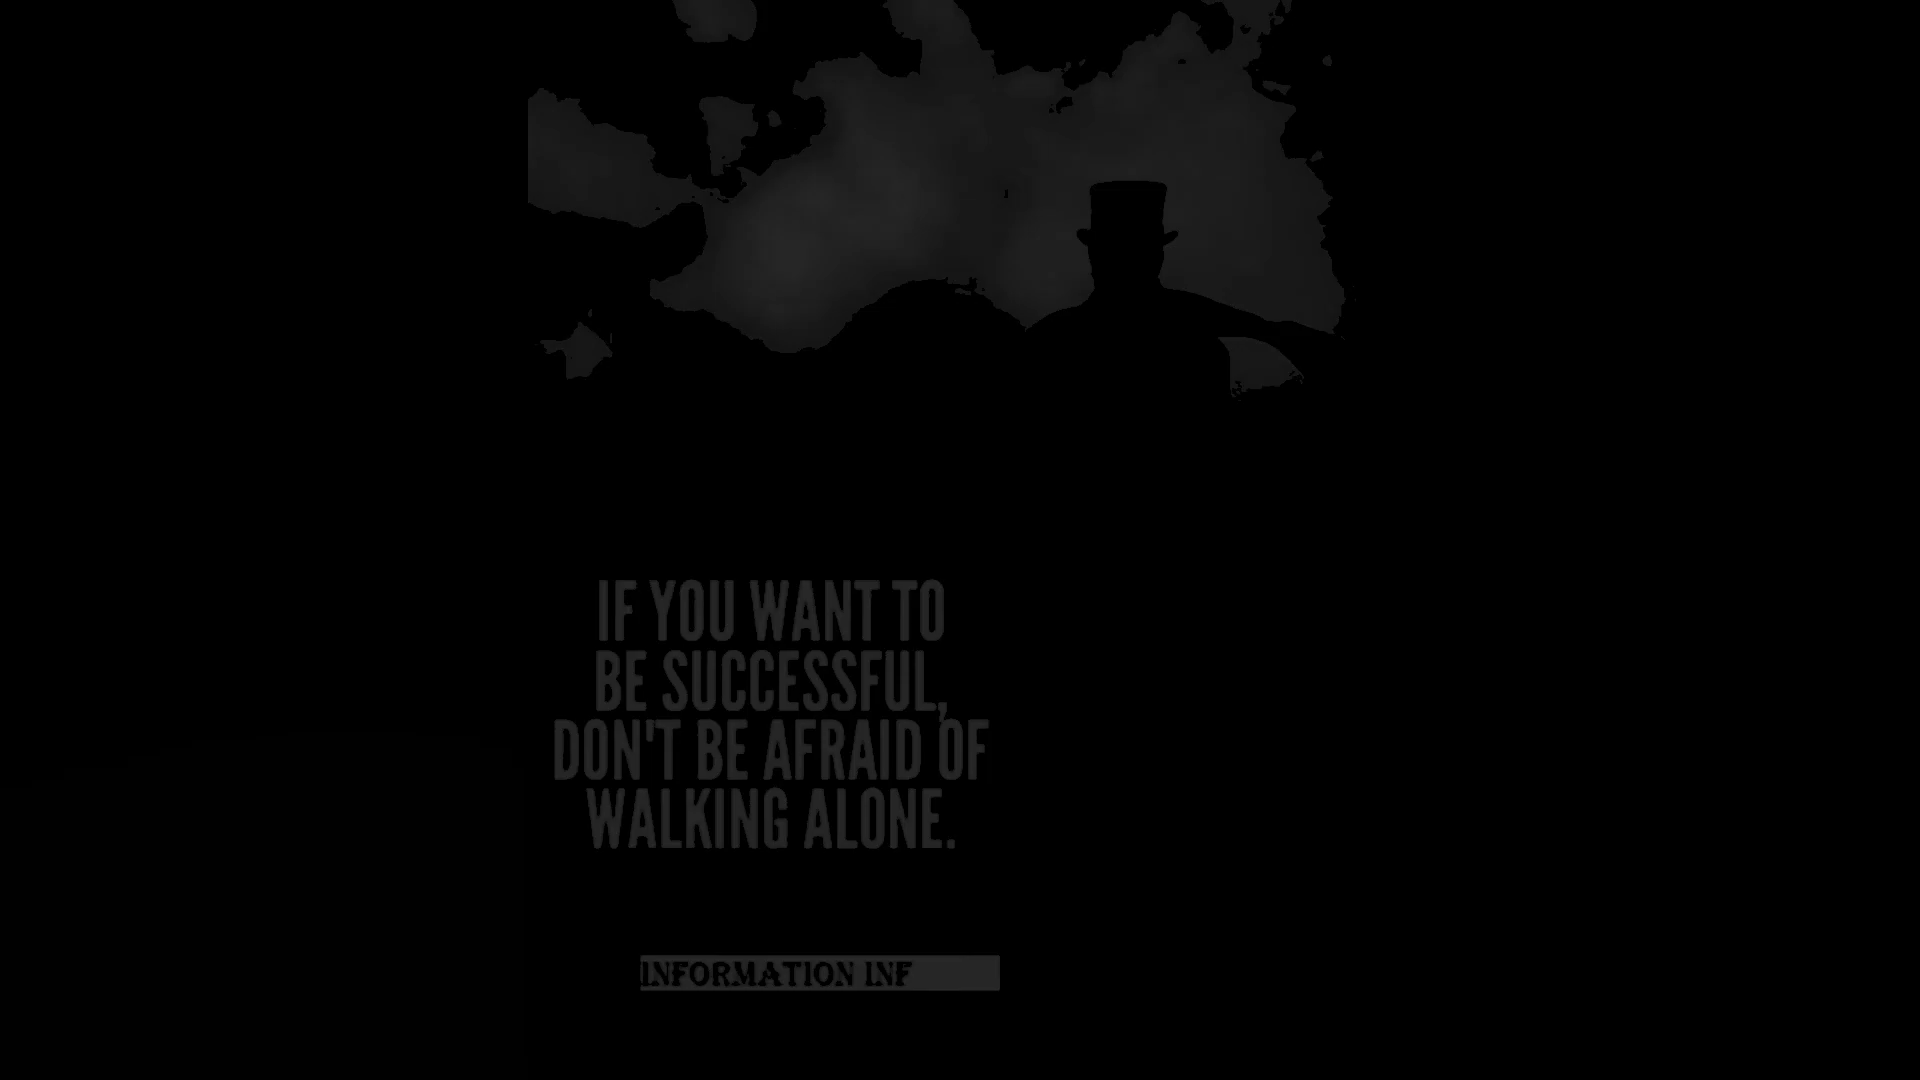 IF YOU WANT TO
BE SUCCESSFUL,
DON'T BE AFRAID OF
WALKING ALONE.
INFORMATION INF